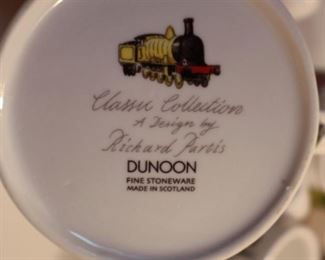 Classic Collection
A Design by
Richard Partis
DUNOON
FINE STONEWARE
MADE IN SCOTLAND